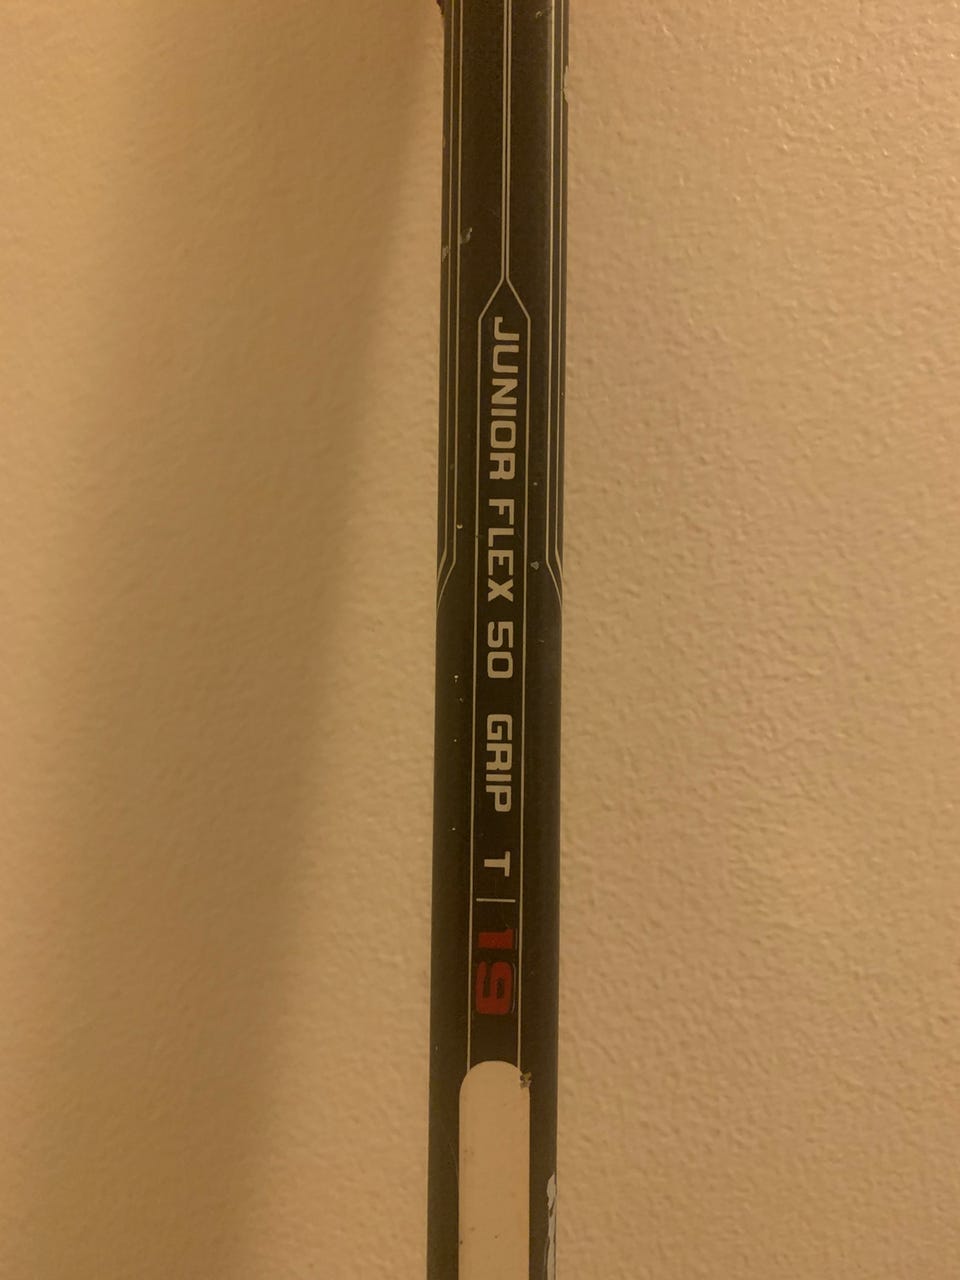 JUNIOR FLEX 50 GRIP T | 19